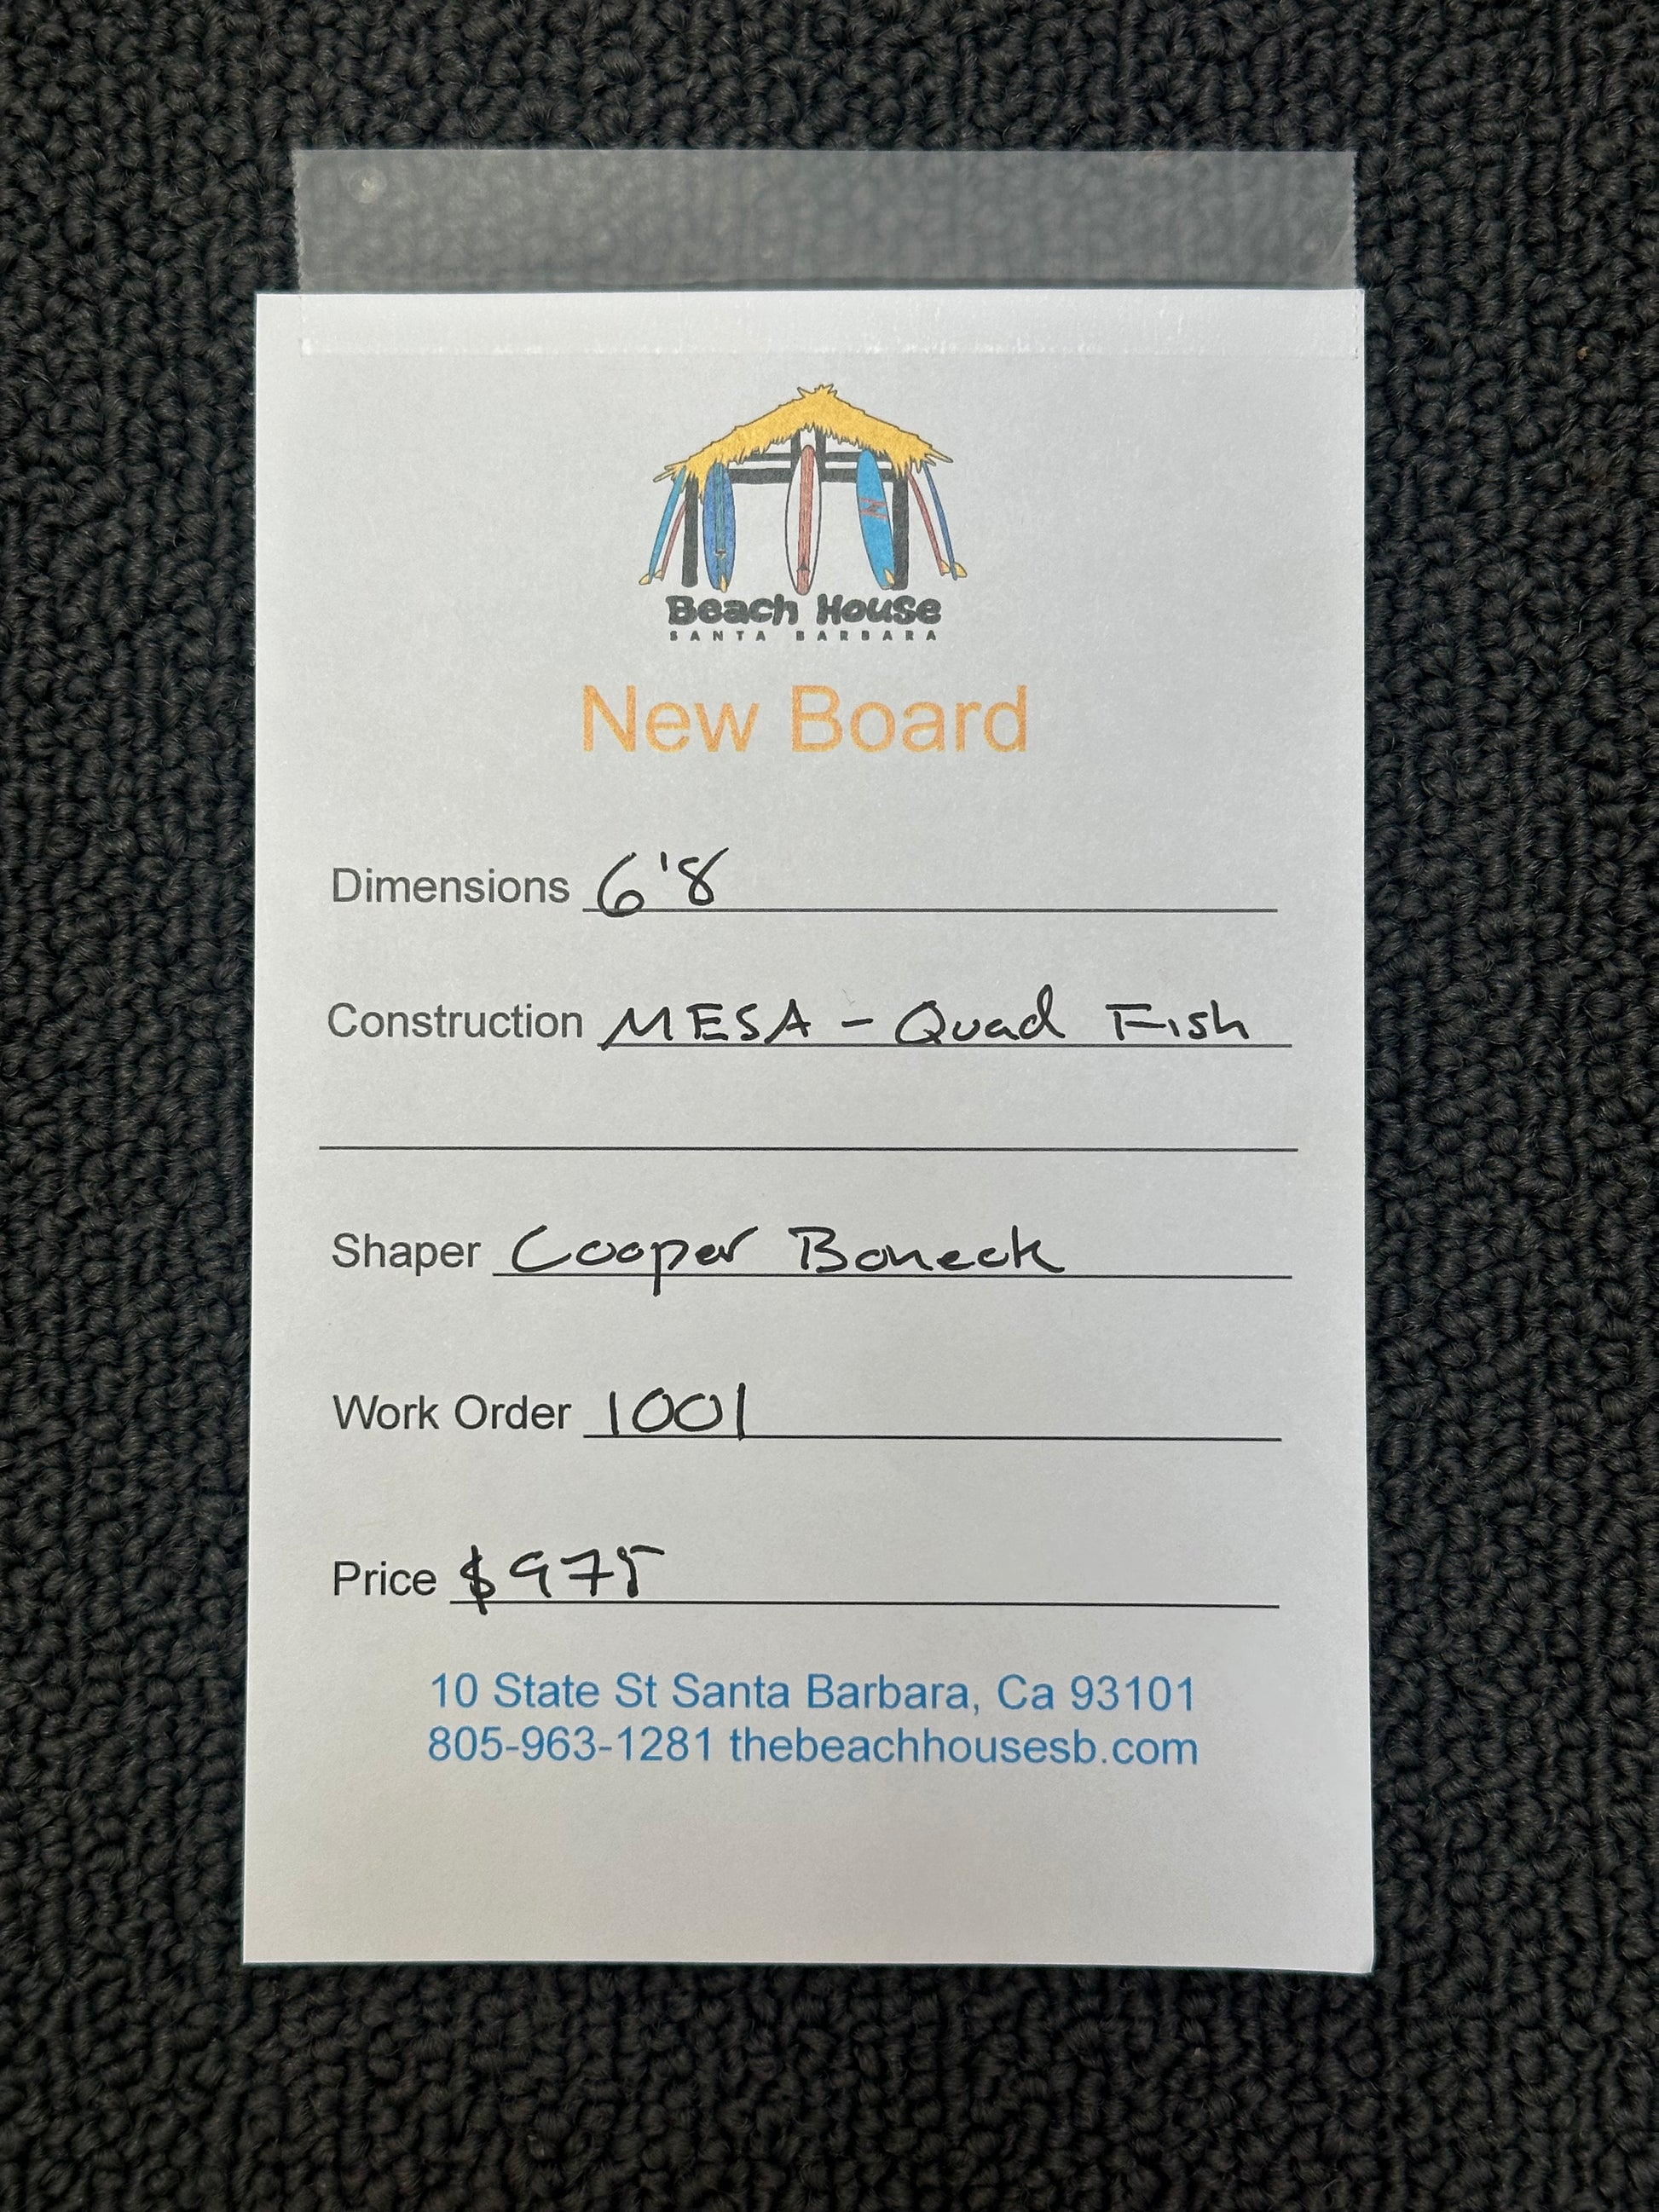 Beach House
SANTA BARBARA
New Board
Dimensions 6'8
Construction MESA - Quad Fish
Shaper Cooper Boneck
Work Order 1001
Price $975
10 State St Santa Barbara, Ca 93101
805-963-1281 thebeachhousesb.com